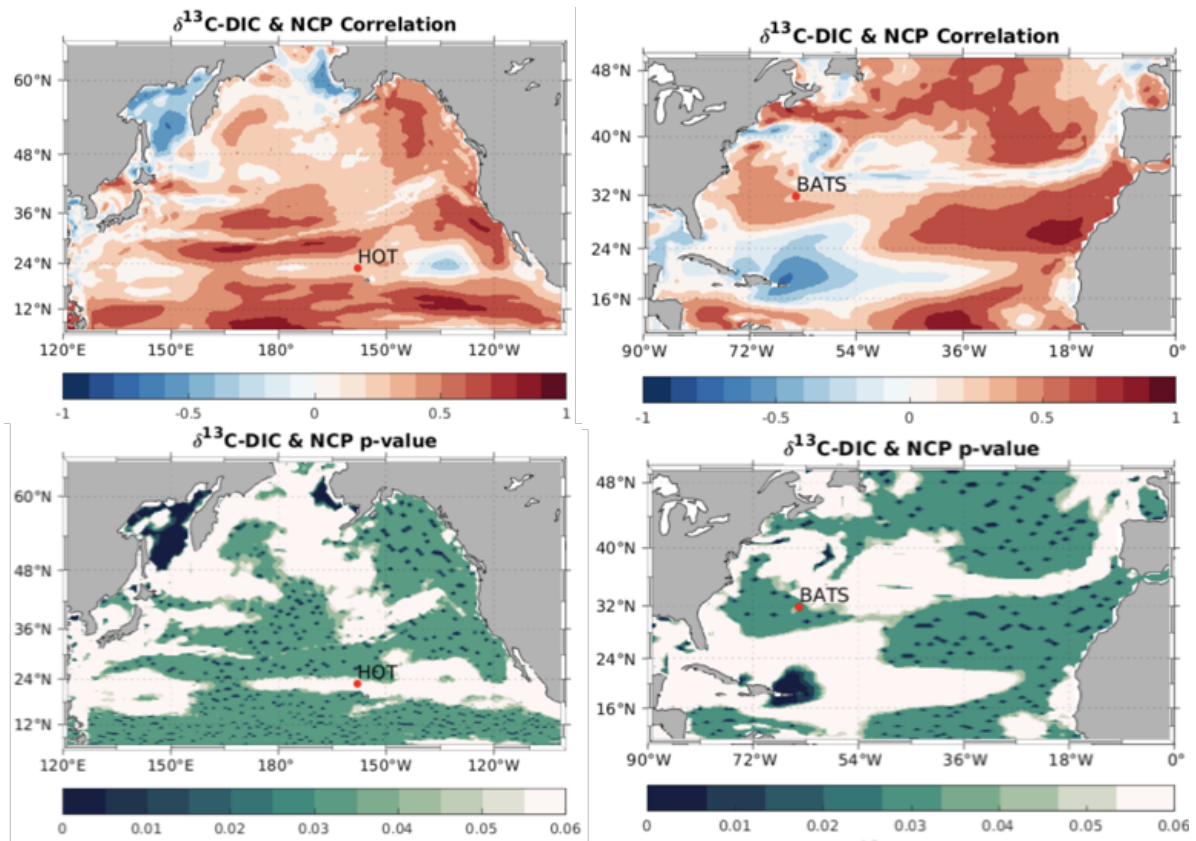 δ13C-DIC & NCP Correlation
60°N
48°N
36°N
24°N
12°N
HOT
120°E 150°E 180°W 150°W 120°W
-1 -0.5 0 0.5 1
δ13C-DIC & NCP Correlation
48°N
40°N
32°N
24°N
16°N
BATS
90°W 72°W 54°W 36°W 18°W 0°
-1 -0.5 0 0.5 1
δ13C-DIC & NCP p-value
60°N
48°N
36°N
24°N
12°N
HOT
120°E 150°E 180°W 150°W 120°W
0 0.01 0.02 0.03 0.04 0.05 0.06
δ13C-DIC & NCP p-value
48°N
40°N
32°N
24°N
16°N
BATS
90°W 72°W 54°W 36°W 18°W 0°
0 0.01 0.02 0.03 0.04 0.05 0.06